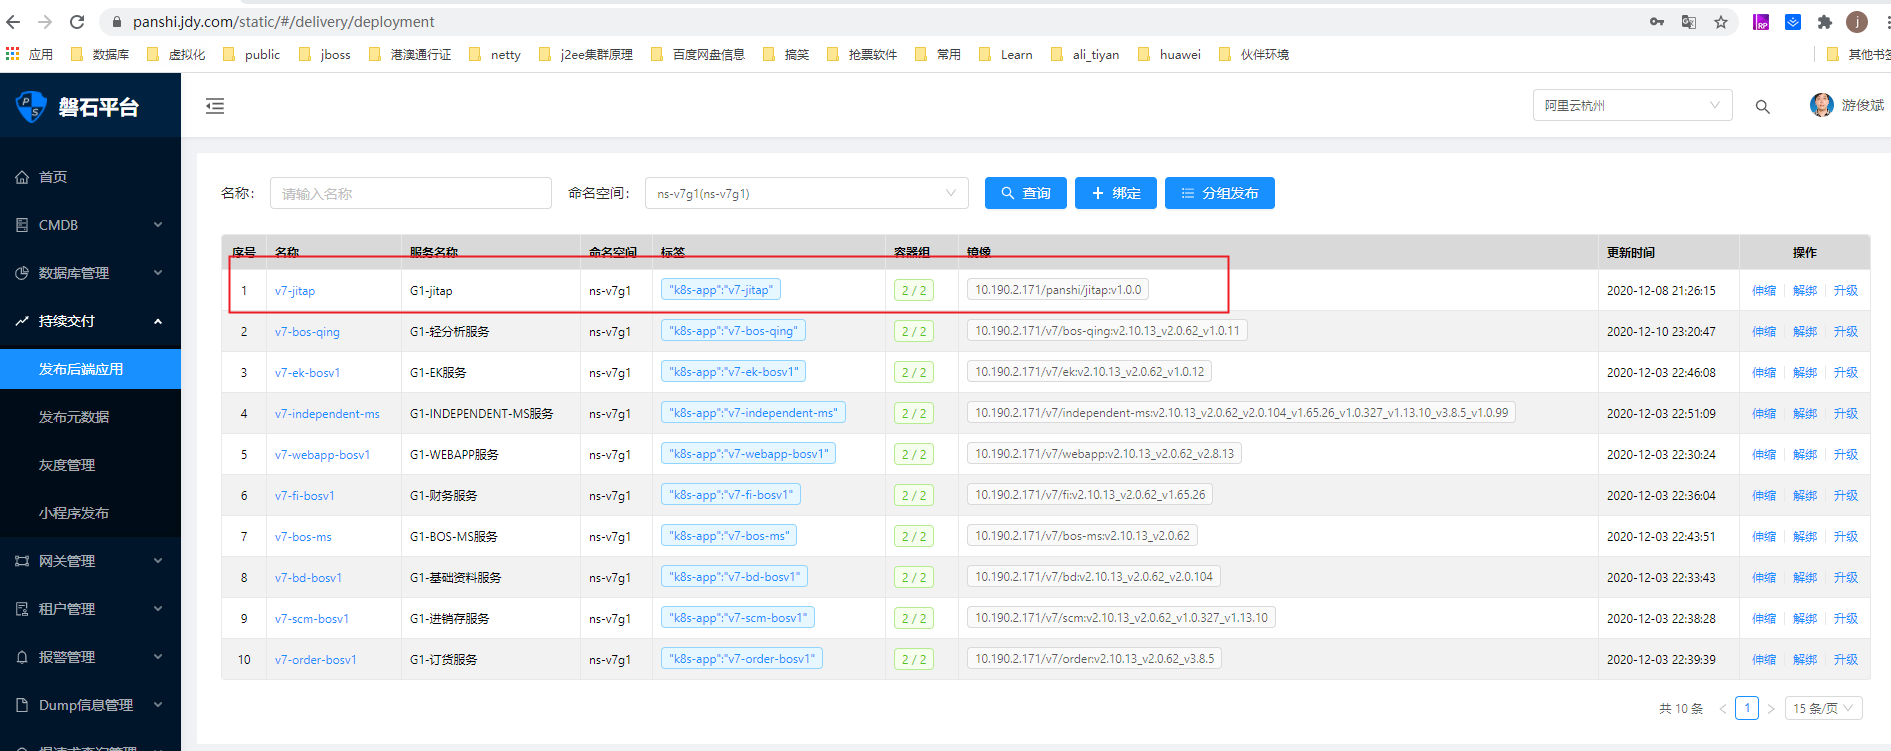 panshi.jdy.com/static/#/delivery/deployment
j
应用 数据库 虚拟化 public jboss 港澳通行证 netty j2ee集群原理 百度网盘信息 搞笑 抢票软件 常用 Learn ali_tiyan huawei 伙伴环境 其他书签
PS 磐石平台
阿里云杭州
游俊斌
首页
CMDB
数据库管理
持续交付
发布后端应用
发布元数据
灰度管理
小程序发布
网关管理
租户管理
报警管理
Dump信息管理
名称: 请输入名称 命名空间: ns-v7g1(ns-v7g1) 查询 绑定 分组发布
序号 名称 服务名称 命名空间 标签 容器组 镜像 更新时间 操作
1 v7-jitap G1-jitap ns-v7g1 "k8s-app":"v7-jitap" 2 / 2 10.190.2.171/panshi/jitap:v1.0.0 2020-12-08 21:26:15 伸缩 解绑 升级
2 v7-bos-qing G1-轻分析服务 ns-v7g1 "k8s-app":"v7-bos-qing" 2 / 2 10.190.2.171/v7/bos-qing:v2.10.13_v2.0.62_v1.0.11 2020-12-10 23:20:47 伸缩 解绑 升级
3 v7-ek-bosv1 G1-EK服务 ns-v7g1 "k8s-app":"v7-ek-bosv1" 2 / 2 10.190.2.171/v7/ek:v2.10.13_v2.0.62_v1.0.12 2020-12-03 22:46:08 伸缩 解绑 升级
4 v7-independent-ms G1-INDEPENDENT-MS服务 ns-v7g1 "k8s-app":"v7-independent-ms" 2 / 2 10.190.2.171/v7/independent-ms:v2.10.13_v2.0.62_v2.0.104_v1.65.26_v1.0.327_v1.13.10_v3.8.5_v1.0.99 2020-12-03 22:51:09 伸缩 解绑 升级
5 v7-webapp-bosv1 G1-WEBAPP服务 ns-v7g1 "k8s-app":"v7-webapp-bosv1" 2 / 2 10.190.2.171/v7/webapp:v2.10.13_v2.0.62_v2.8.13 2020-12-03 22:30:24 伸缩 解绑 升级
6 v7-fi-bosv1 G1-财务服务 ns-v7g1 "k8s-app":"v7-fi-bosv1" 2 / 2 10.190.2.171/v7/fi:v2.10.13_v2.0.62_v1.65.26 2020-12-03 22:36:04 伸缩 解绑 升级
7 v7-bos-ms G1-BOS-MS服务 ns-v7g1 "k8s-app":"v7-bos-ms" 2 / 2 10.190.2.171/v7/bos-ms:v2.10.13_v2.0.62 2020-12-03 22:43:51 伸缩 解绑 升级
8 v7-bd-bosv1 G1-基础资料服务 ns-v7g1 "k8s-app":"v7-bd-bosv1" 2 / 2 10.190.2.171/v7/bd:v2.10.13_v2.0.62_v2.0.104 2020-12-03 22:33:43 伸缩 解绑 升级
9 v7-scm-bosv1 G1-进销存服务 ns-v7g1 "k8s-app":"v7-scm-bosv1" 2 / 2 10.190.2.171/v7/scm:v2.10.13_v2.0.62_v1.0.327_v1.13.10 2020-12-03 22:38:28 伸缩 解绑 升级
10 v7-order-bosv1 G1-订货服务 ns-v7g1 "k8s-app":"v7-order-bosv1" 2 / 2 10.190.2.171/v7/order:v2.10.13_v2.0.62_v3.8.5 2020-12-03 22:39:39 伸缩 解绑 升级
共 10 条 1 15 条/页